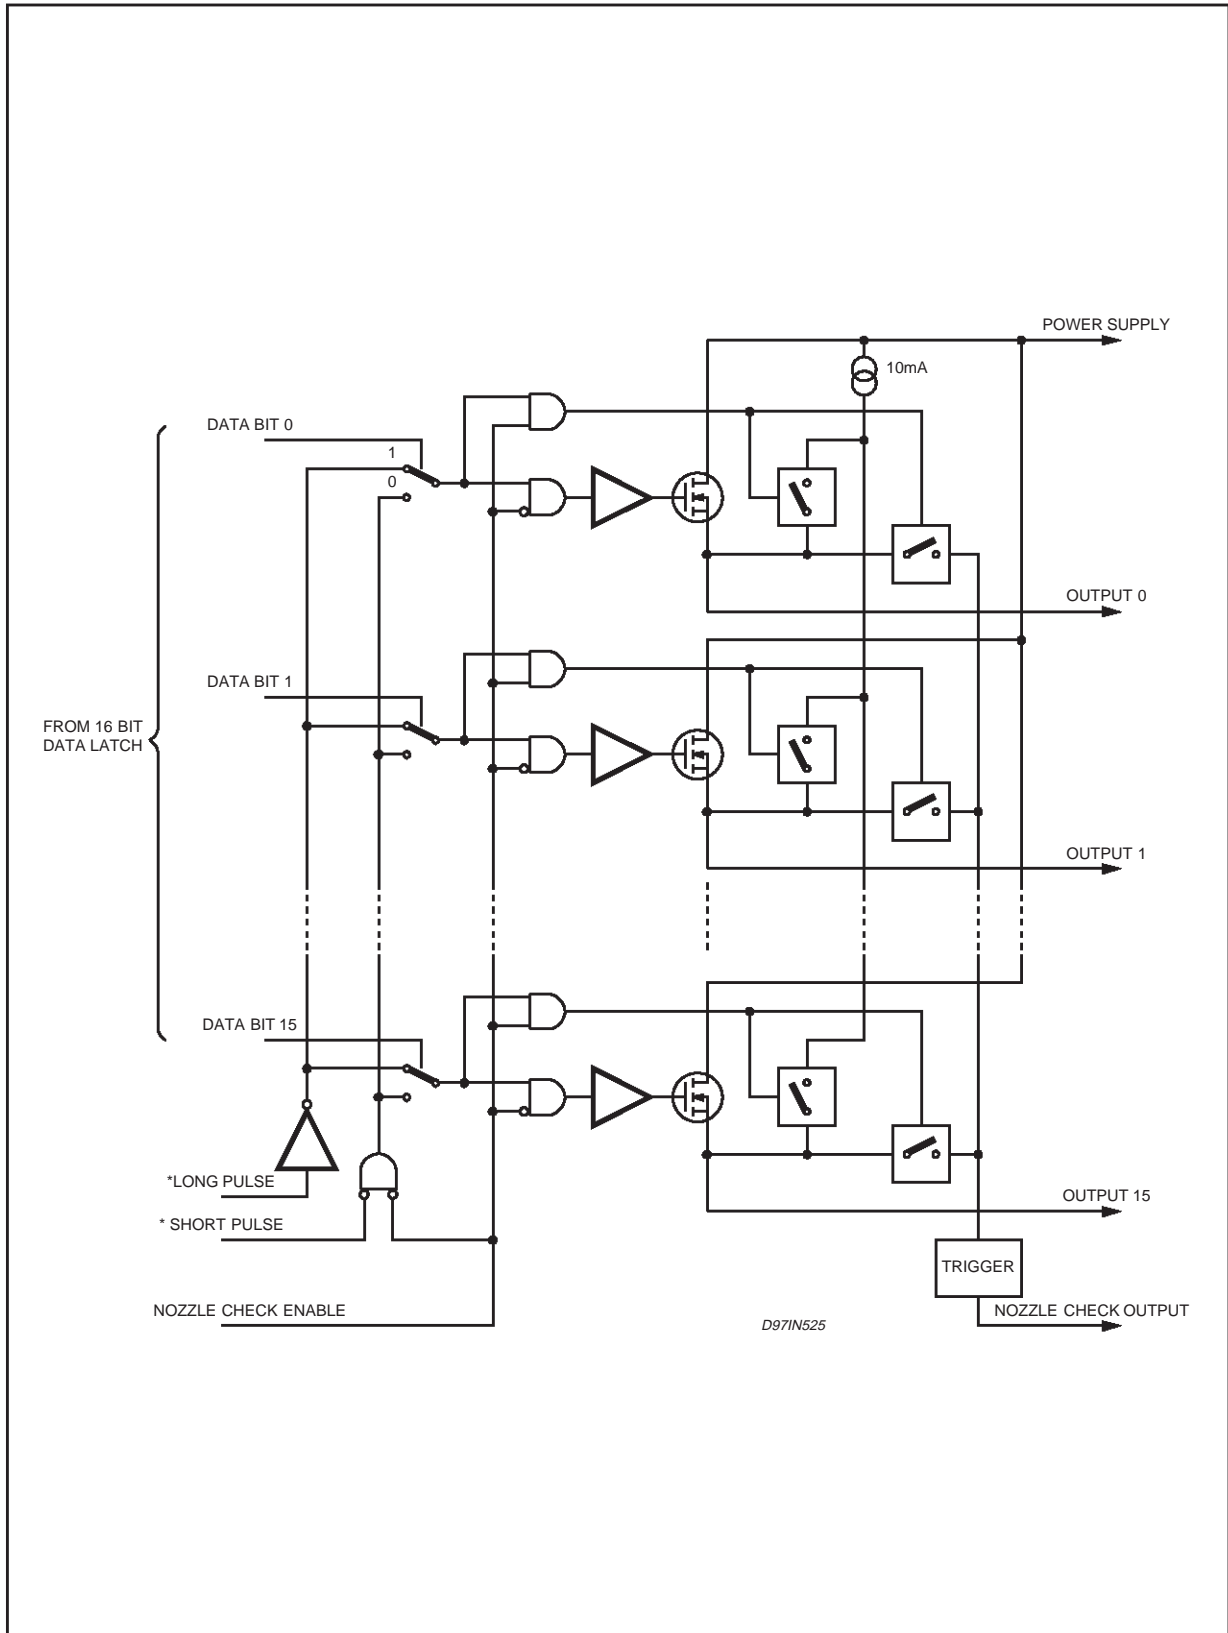 POWER SUPPLY
10mA
DATA BIT 0
1
0
OUTPUT 0
DATA BIT 1
FROM 16 BIT
DATA LATCH
OUTPUT 1
DATA BIT 15
*LONG PULSE
OUTPUT 15
* SHORT PULSE
TRIGGER
NOZZLE CHECK ENABLE
NOZZLE CHECK OUTPUT
D97IN525